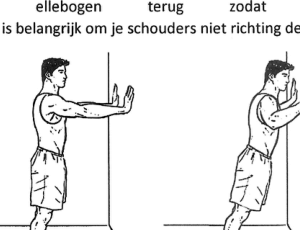 ellebogen terug zodat
is belangrijk om je schouders niet richting de